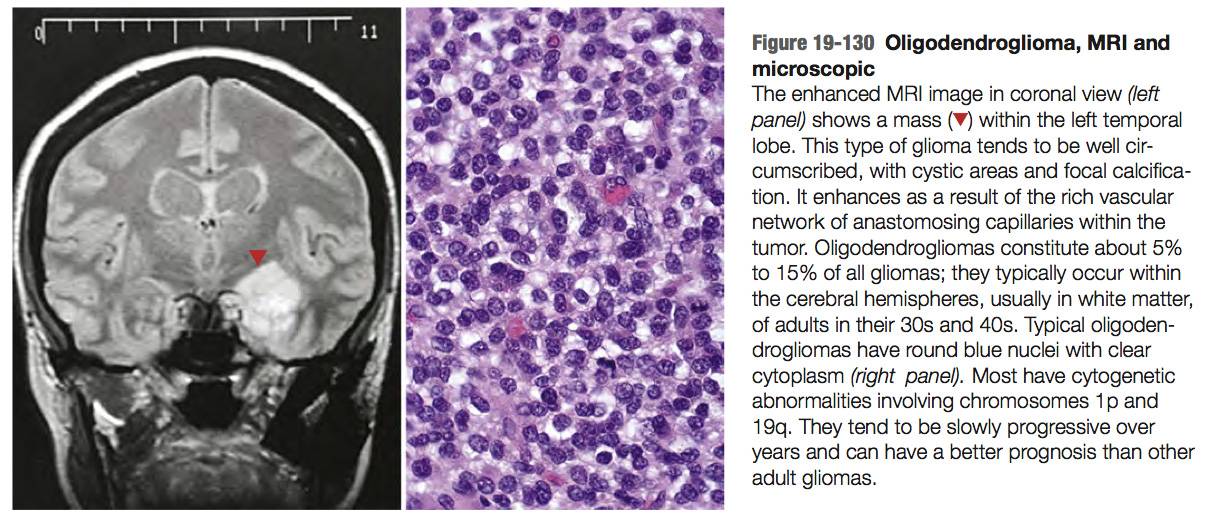 0
11
Figure 19-130 Oligodendroglioma, MRI and
microscopic
The enhanced MRI image in coronal view (left
panel) shows a mass (▼) within the left temporal
lobe. This type of glioma tends to be well cir-
cumscribed, with cystic areas and focal calcifica-
tion. It enhances as a result of the rich vascular
network of anastomosing capillaries within the
tumor. Oligodendrogliomas constitute about 5%
to 15% of all gliomas; they typically occur within
the cerebral hemispheres, usually in white matter,
of adults in their 30s and 40s. Typical oligoden-
drogliomas have round blue nuclei with clear
cytoplasm (right panel). Most have cytogenetic
abnormalities involving chromosomes 1p and
19q. They tend to be slowly progressive over
years and can have a better prognosis than other
adult gliomas.